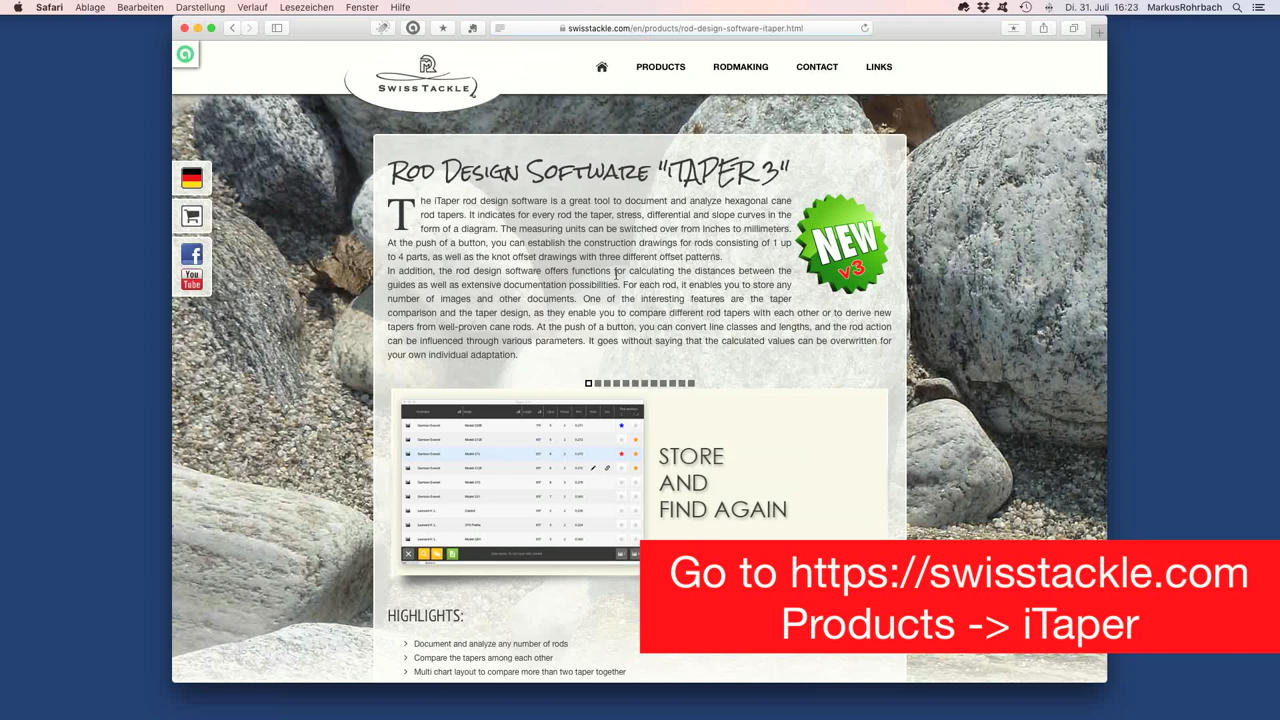 Safari Ablage Bearbeiten Darstellung Verlauf Lesezeichen Fenster Hilfe Di. 31. Juli 16:23 MarkusRohrbach
swisstackle.com/en/products/rod-design-software-itaper.html
SWISS TACKLE
PRODUCTS RODMAKING CONTACT LINKS
ROD DESIGN SOFTWARE "iTAPER 3"
The iTaper rod design software is a great tool to document and analyze hexagonal cane
rod tapers. It indicates for every rod the taper, stress, differential and slope curves in the
form of a diagram. The measuring units can be switched over from Inches to millimeters.
At the push of a button, you can establish the construction drawings for rods consisting of 1 up
to 4 parts, as well as the knot offset drawings with three different offset patterns.
In addition, the rod design software offers functions for calculating the distances between the
guides as well as extensive documentation possibilities. For each rod, it enables you to store any
number of images and other documents. One of the interesting features are the taper
comparison and the taper design, as they enable you to compare different rod tapers with each other or to derive new
tapers from well-proven cane rods. At the push of a button, you can convert line classes and lengths, and the rod action
can be influenced through various parameters. It goes without saying that the calculated values can be overwritten for
your own individual adaptation.
NEW
v3
You
Tube
STORE
AND
FIND AGAIN
Go to https://swisstackle.com
Products -> iTaper
HIGHLIGHTS:
Document and analyze any number of rods
Compare the tapers among each other
Multi chart layout to compare more than two taper together